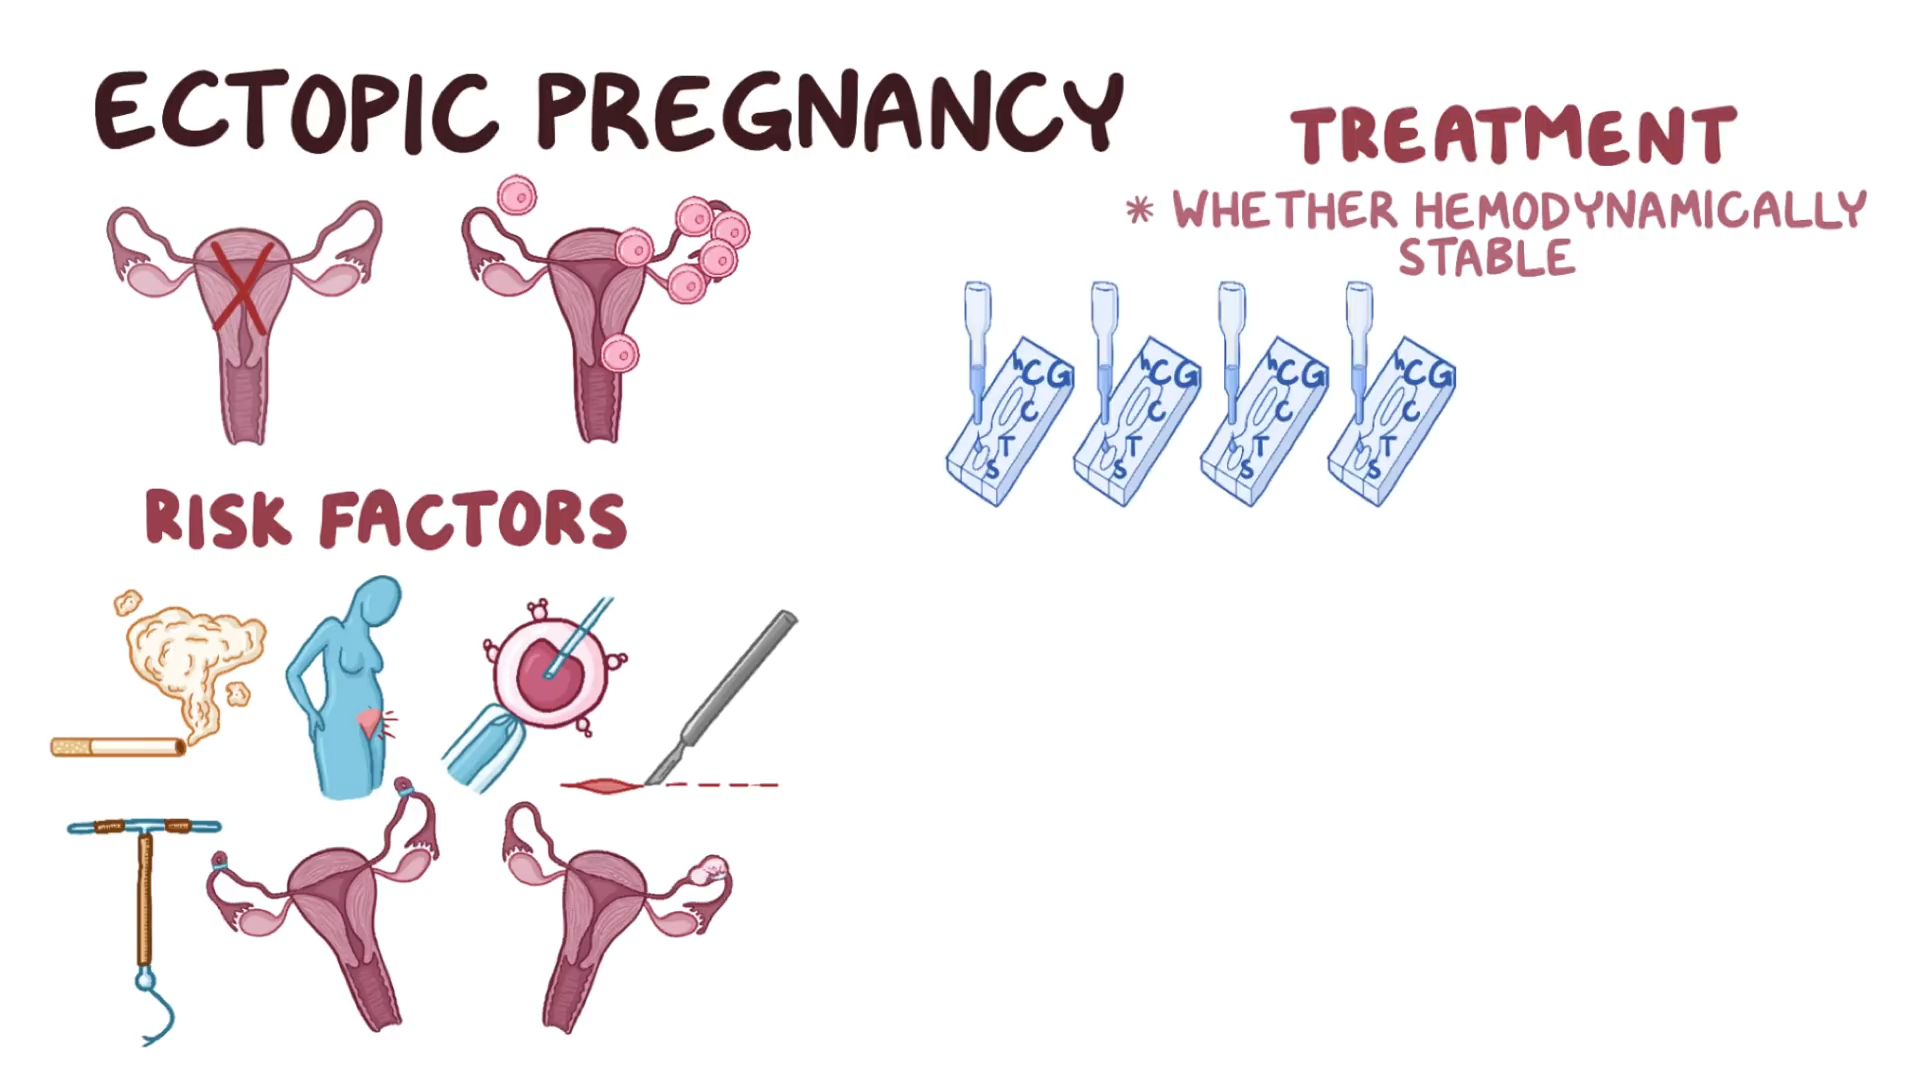 ECTOPIC PREGNANCY
TREATMENT
* WHETHER HEMODYNAMICALLY
STABLE
hCG
C
T
S
hCG
C
T
S
hCG
C
T
S
hCG
C
T
S
RISK FACTORS